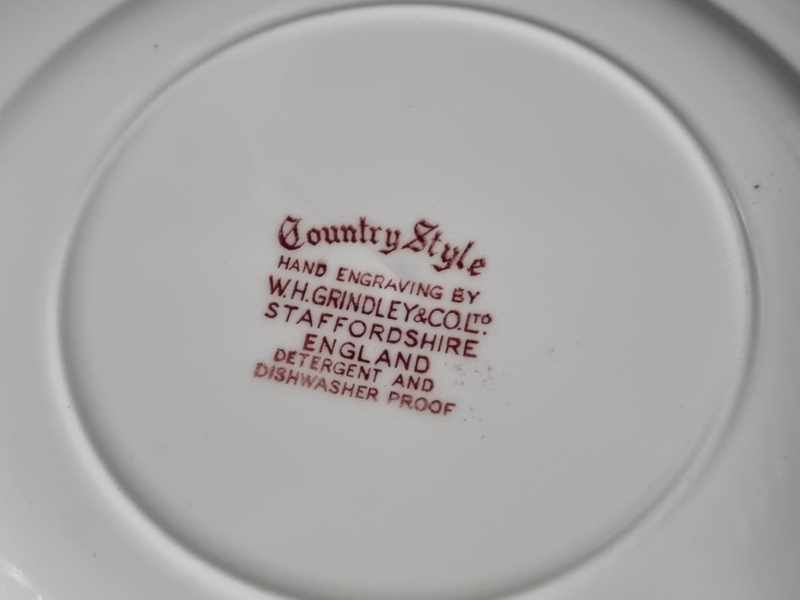 Country Style
HAND ENGRAVING BY
W.H.GRINDLEY&CO.LTD.
STAFFORDSHIRE
ENGLAND
DETERGENT AND
DISHWASHER PROOF